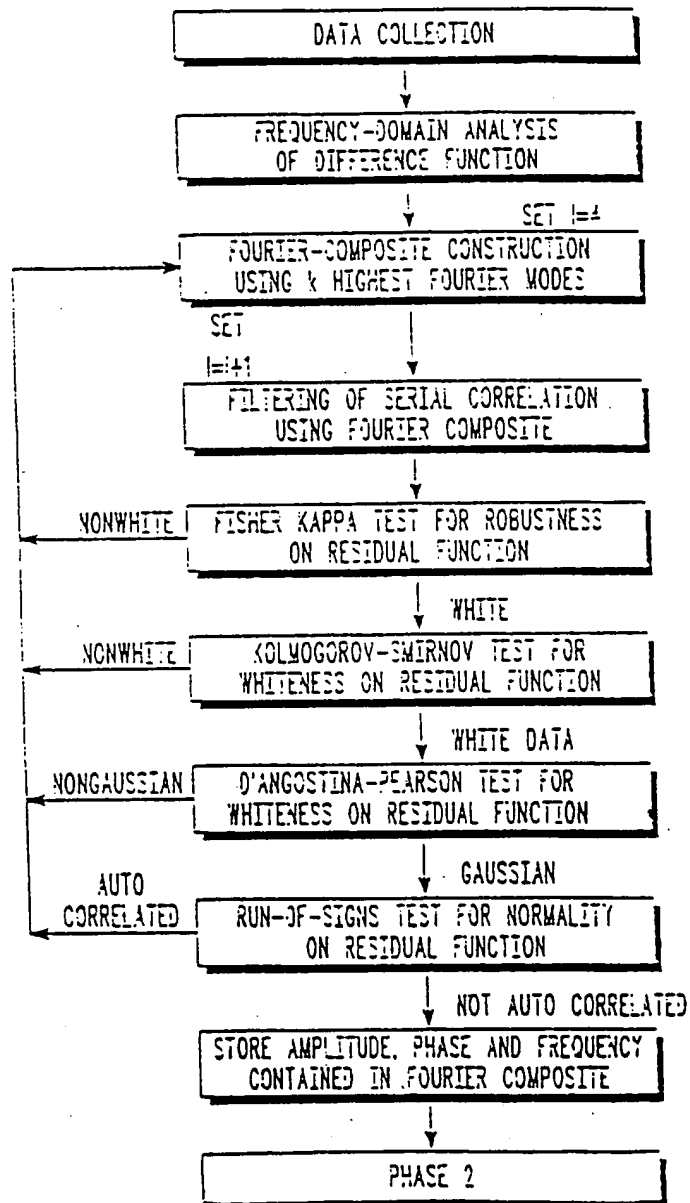 DATA COLLECTION
FREQUENCY-DOMAIN ANALYSIS
OF DIFFERENCE FUNCTION
SET
FOURIER-COMPOSITE CONSTRUCTION
USING HIGHEST FOURIER MODES
SET
FILTERING OF SERIAL CORRELATION
USING FOURIER COMPOSITE
NONWHITE
FISHER KAPPA TEST FOR ROBUSTNESS
ON RESIDUAL FUNCTION
WHITE
NONWHITE
KOLMOGOROV-SMIRNOV TEST FOR
WHITENESS ON RESIDUAL FUNCTION
WHITE DATA
NONGAUSSIAN
D'ANGOSTINA-PEARSON TEST FOR
WHITENESS ON RESIDUAL FUNCTION
GAUSSIAN
AUTO
CORRELATED
RUN-OF-SIGNS TEST FOR NORMALITY
ON RESIDUAL FUNCTION
NOT AUTO CORRELATED
STORE AMPLITUDE, PHASE AND FREQUENCY
CONTAINED IN FOURIER COMPOSITE
PHASE 2